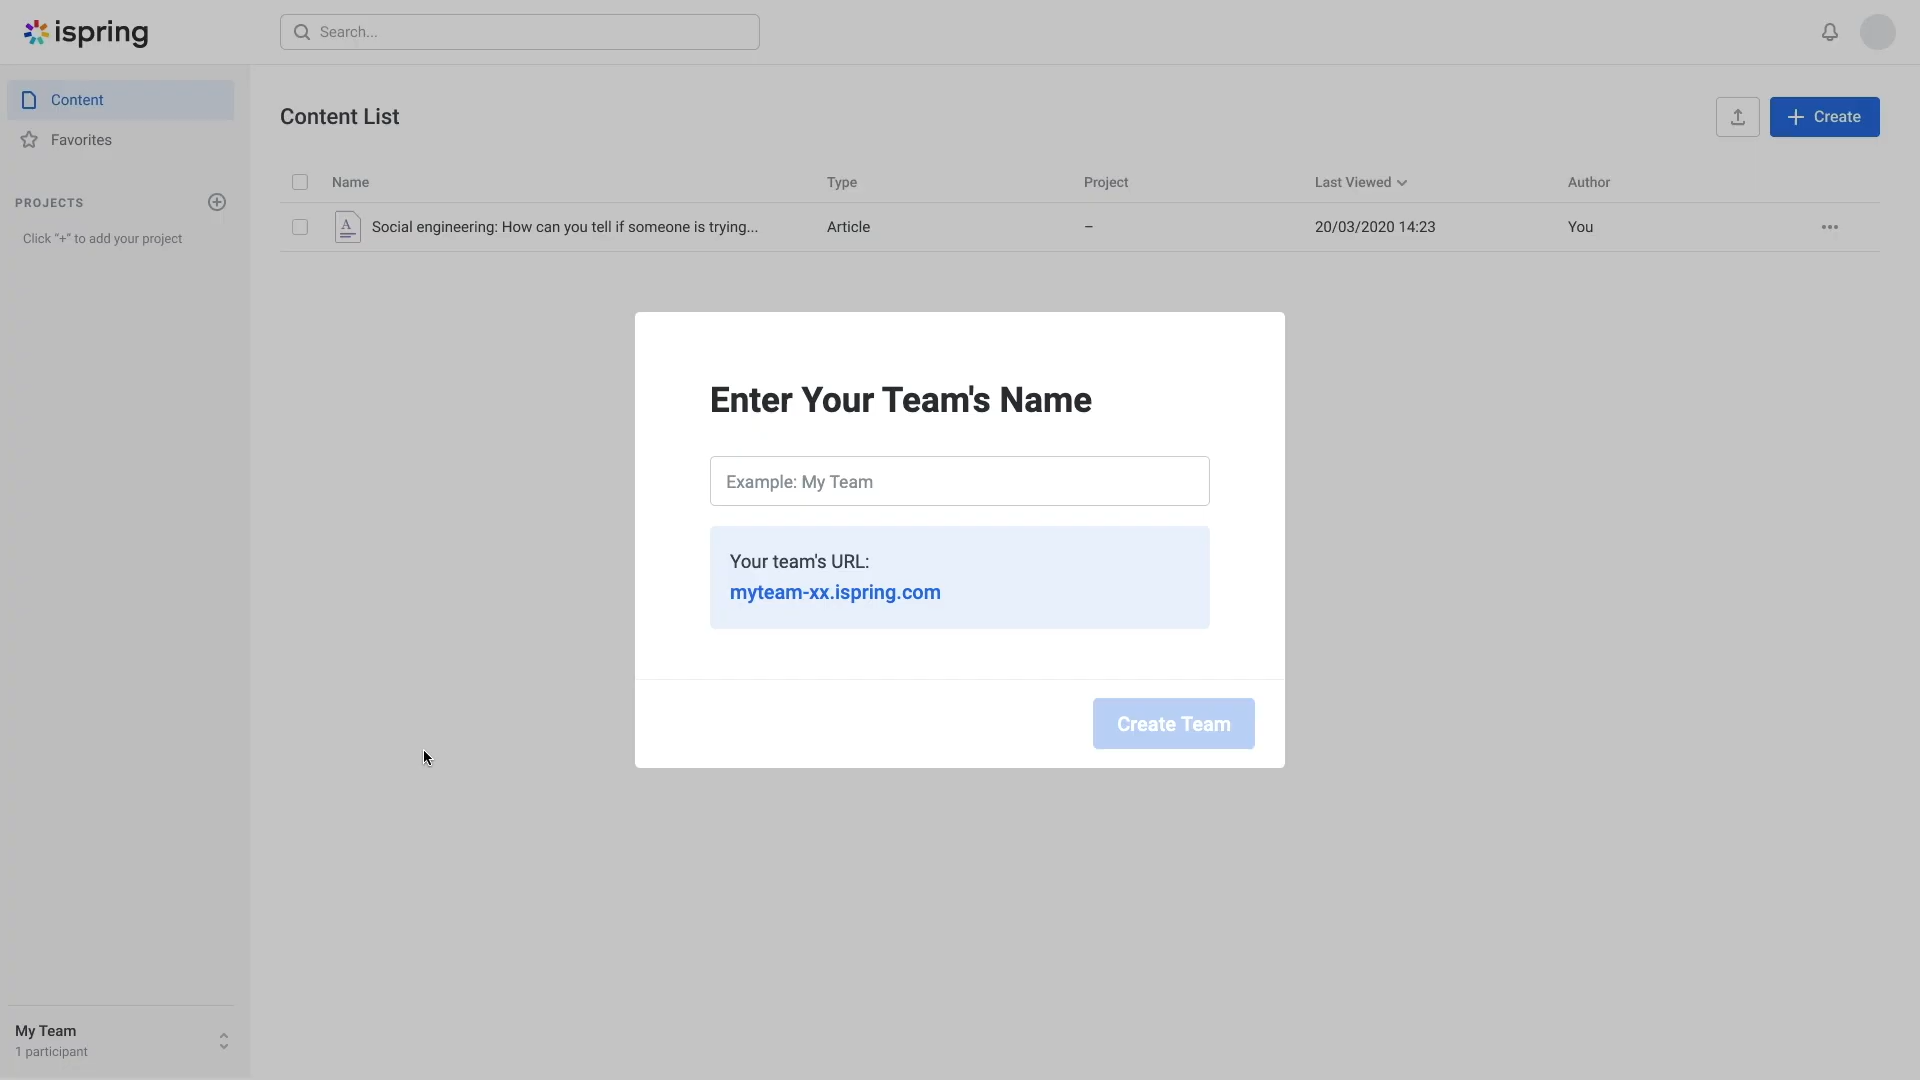 ispring
Search...
Content
Favorites
PROJECTS
Click "+" to add your project
Content List
Create
Name Type Project Last Viewed Author
Social engineering: How can you tell if someone is trying... Article – 20/03/2020 14:23 You
Enter Your Team's Name
Example: My Team
Your team's URL:
myteam-xx.ispring.com
Create Team
My Team
1 participant